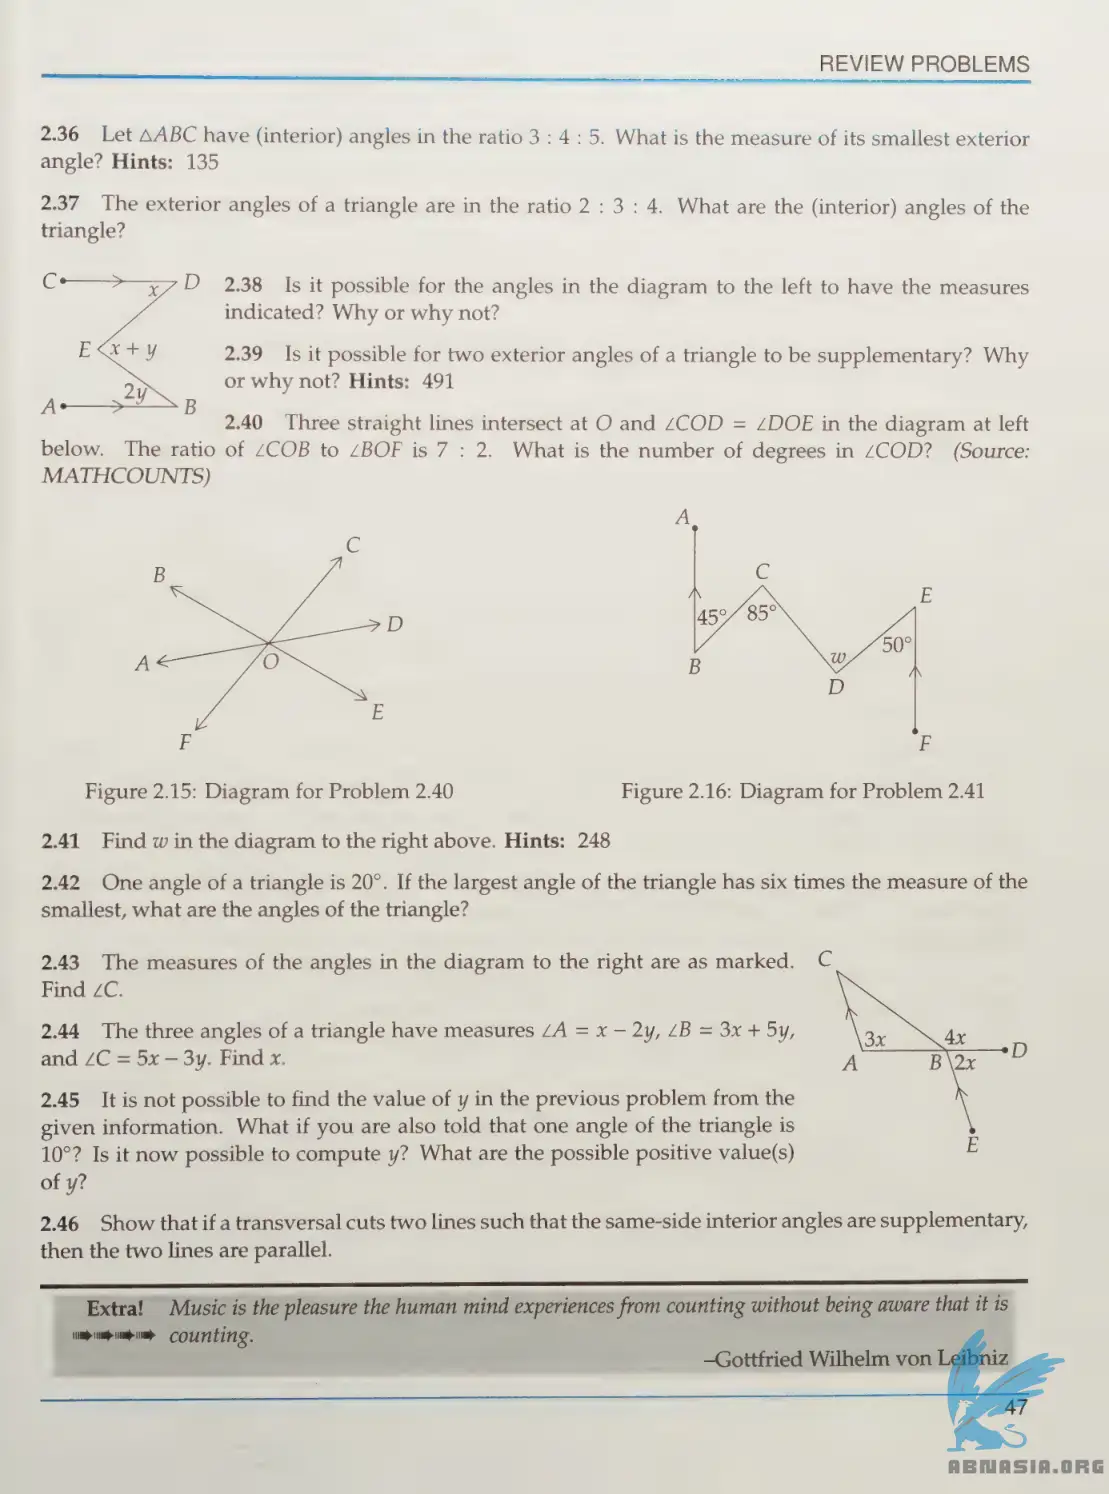 REVIEW PROBLEMS
2.36 Let △ABC have (interior) angles in the ratio 3 : 4 : 5. What is the measure of its smallest exterior
angle? Hints: 135
2.37 The exterior angles of a triangle are in the ratio 2 : 3 : 4. What are the (interior) angles of the
triangle?
C
x
D
E
x + y
2y
A
B
2.38 Is it possible for the angles in the diagram to the left to have the measures
indicated? Why or why not?
2.39 Is it possible for two exterior angles of a triangle to be supplementary? Why
or why not? Hints: 491
2.40 Three straight lines intersect at O and ∠COD = ∠DOE in the diagram at left
below. The ratio of ∠COB to ∠BOF is 7 : 2. What is the number of degrees in ∠COD? (Source:
MATHCOUNTS)
C
B
D
A
O
E
F
A
C
E
45°
85°
50°
w
B
D
F
Figure 2.15: Diagram for Problem 2.40
Figure 2.16: Diagram for Problem 2.41
2.41 Find w in the diagram to the right above. Hints: 248
2.42 One angle of a triangle is 20°. If the largest angle of the triangle has six times the measure of the
smallest, what are the angles of the triangle?
2.43 The measures of the angles in the diagram to the right are as marked.
Find ∠C.
2.44 The three angles of a triangle have measures ∠A = x − 2y, ∠B = 3x + 5y,
and ∠C = 5x − 3y. Find x.
2.45 It is not possible to find the value of y in the previous problem from the
given information. What if you are also told that one angle of the triangle is
10°? Is it now possible to compute y? What are the possible positive value(s)
of y?
C
3x
4x
D
A
B
2x
E
2.46 Show that if a transversal cuts two lines such that the same-side interior angles are supplementary,
then the two lines are parallel.
Extra! Music is the pleasure the human mind experiences from counting without being aware that it is
counting.
–Gottfried Wilhelm von Leibniz
47
ABNASIA.ORG